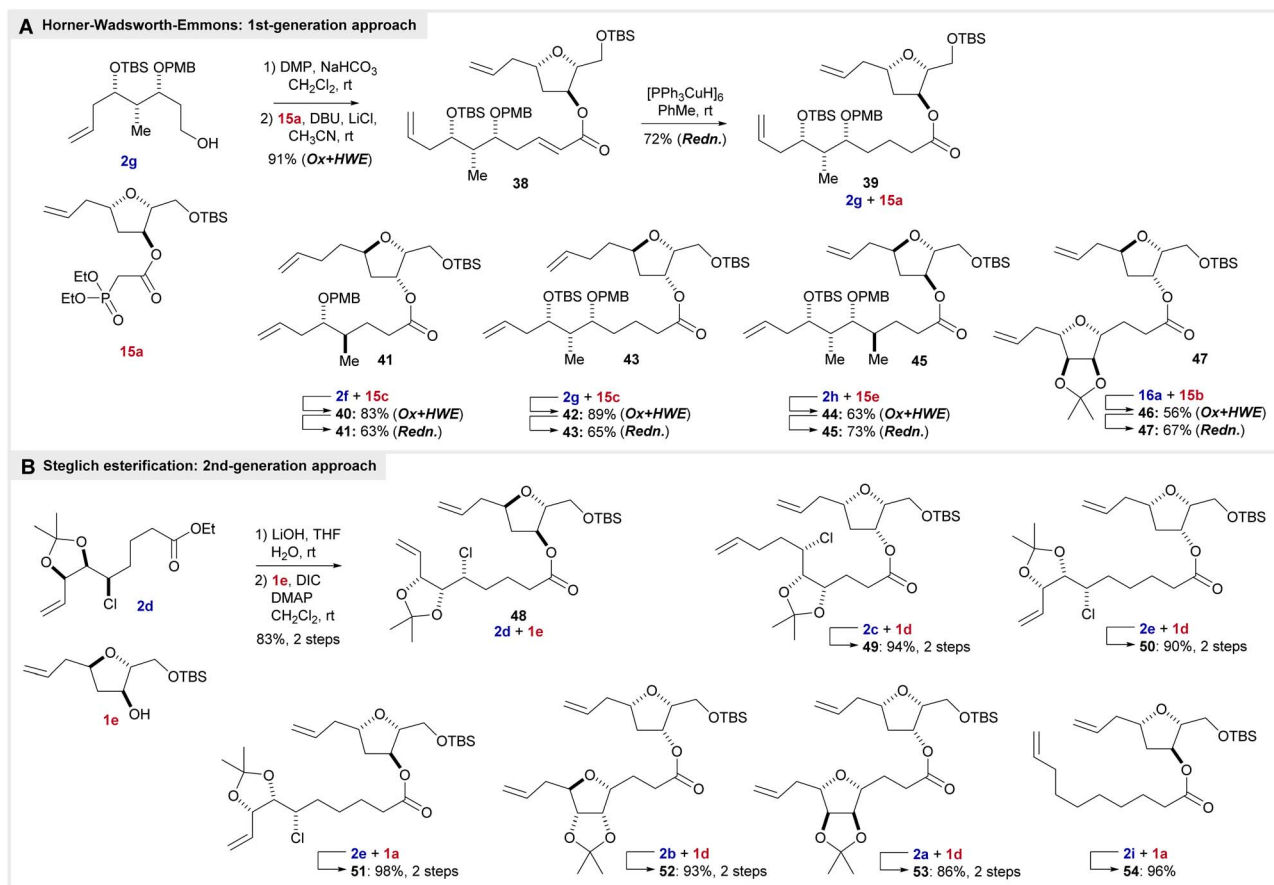 A Horner-Wadsworth-Emmons: 1st-generation approach
OTBS OPMB
Me
OH
2g
1) DMP, NaHCO3
CH2Cl2, rt
2) 15a, DBU, LiCl,
CH3CN, rt
91% (Ox+HWE)
O
OTBS
O
O
OTBS OPMB
Me
38
[PPh3CuH]6
PhMe, rt
72% (Redn.)
O
OTBS
O
O
OTBS OPMB
Me
39
2g + 15a
O
OTBS
O
O
EtO
EtO
P
O
15a
O
OTBS
O
O
OPMB
Me
41
2f + 15c
40: 83% (Ox+HWE)
41: 63% (Redn.)
O
OTBS
O
O
OTBS OPMB
Me
43
2g + 15c
42: 89% (Ox+HWE)
43: 65% (Redn.)
O
OTBS
O
O
OTBS OPMB
Me Me
45
2h + 15e
44: 63% (Ox+HWE)
45: 73% (Redn.)
O
OTBS
O
O
O
O O
47
16a + 15b
46: 56% (Ox+HWE)
47: 67% (Redn.)
B Steglich esterification: 2nd-generation approach
O
O
OEt
O
Cl
2d
O
OTBS
OH
1e
1) LiOH, THF
H2O, rt
2) 1e, DIC
DMAP
CH2Cl2, rt
83%, 2 steps
O
OTBS
O
O
Cl
O
O
48
2d + 1e
O
OTBS
O
O
Cl
O
O
2c + 1d
49: 94%, 2 steps
O
OTBS
O
O
O
O
Cl
2e + 1d
50: 90%, 2 steps
O
OTBS
O
O
O
O
Cl
2e + 1a
51: 98%, 2 steps
O
OTBS
O
O
O
O O
2b + 1d
52: 93%, 2 steps
O
OTBS
O
O
O
O O
2a + 1d
53: 86%, 2 steps
O
OTBS
O
O
2i + 1a
54: 96%